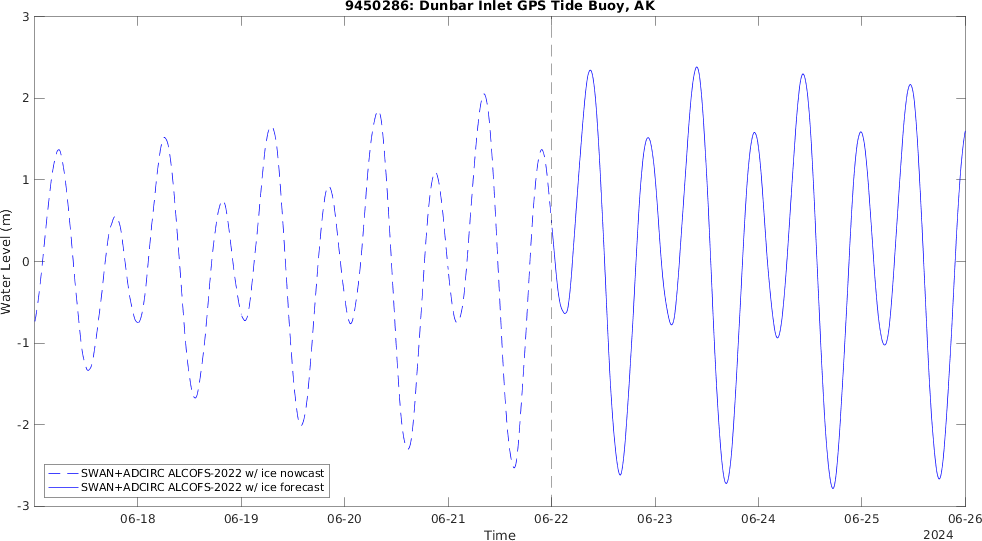 9450286: Dunbar Inlet GPS Tide Buoy, AK
3
2
1
0
-1
-2
-3
Water Level (m)
SWAN+ADCIRC ALCOFS-2022 w/ ice nowcast
SWAN+ADCIRC ALCOFS-2022 w/ ice forecast
06-18 06-19 06-20 06-21 06-22 06-23 06-24 06-25 06-26
Time
2024